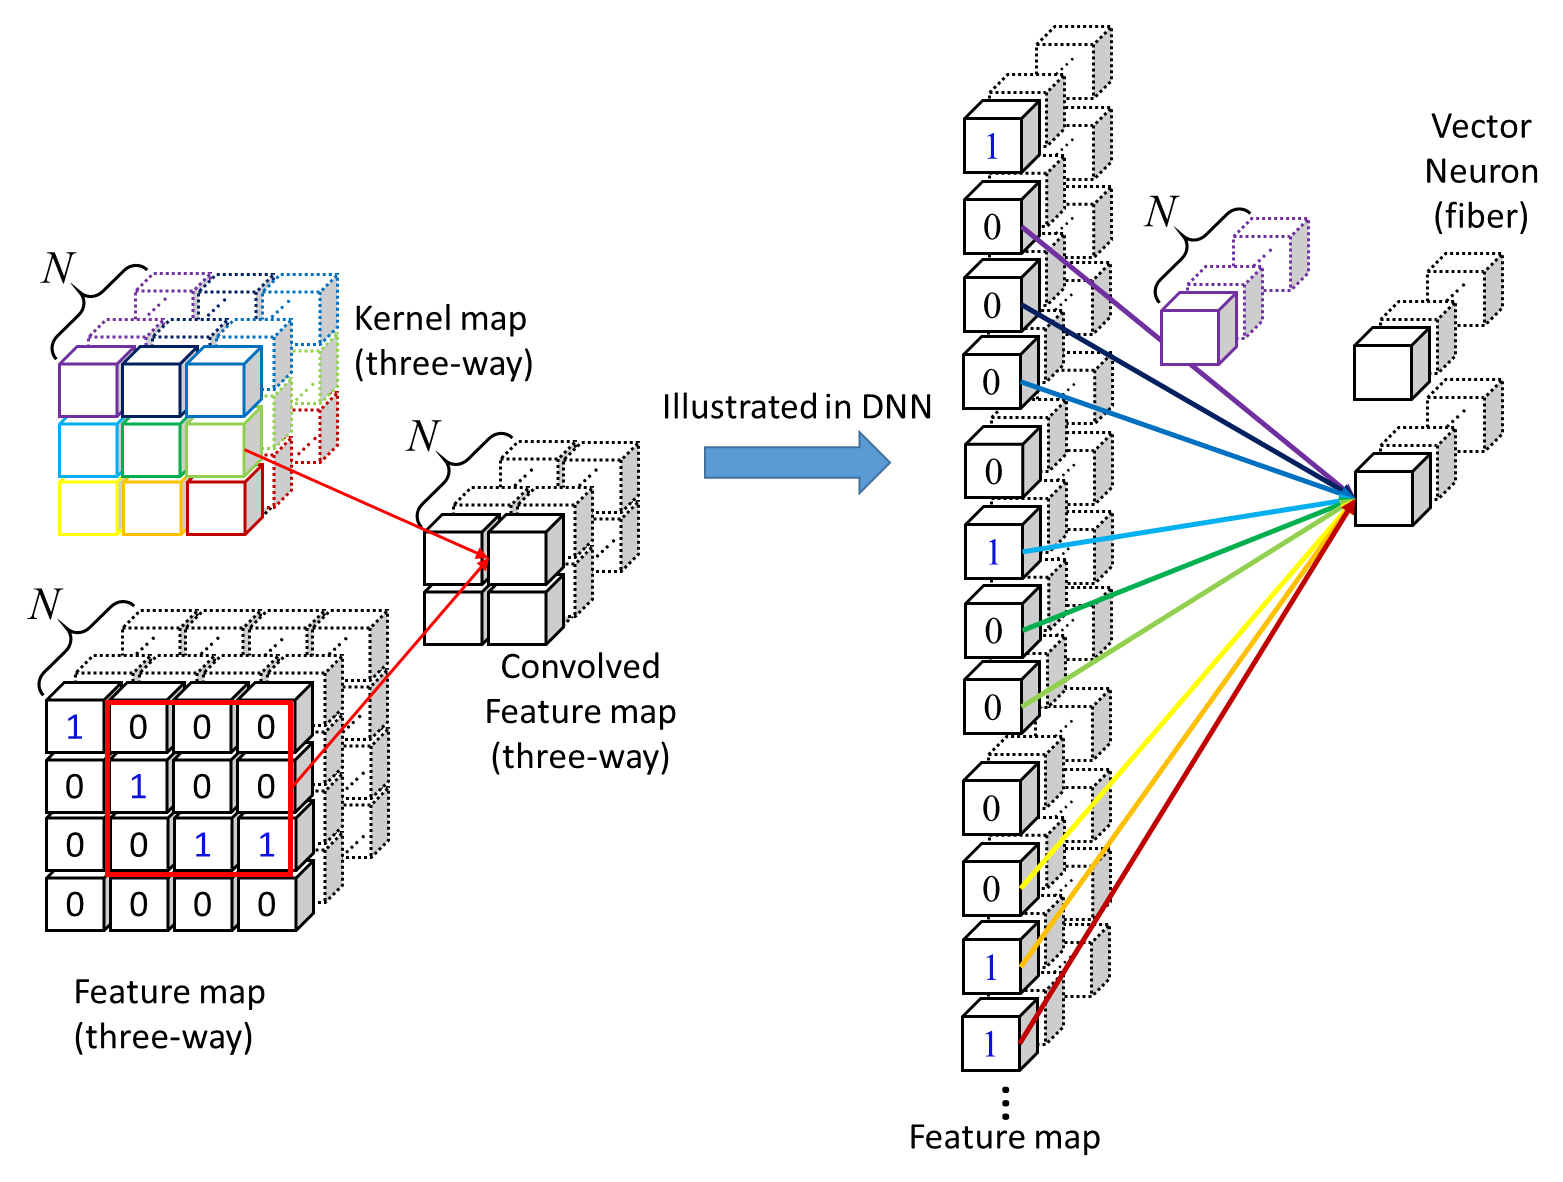 N
Kernel map
(three-way)
N
Convolved
Feature map
(three-way)
N
1 0 0 0
0 1 0 0
0 0 1 1
0 0 0 0
Feature map
(three-way)
Illustrated in DNN
1
0
0
0
0
1
0
0
0
0
1
1
⋮
Feature map
N
Vector
Neuron
(fiber)